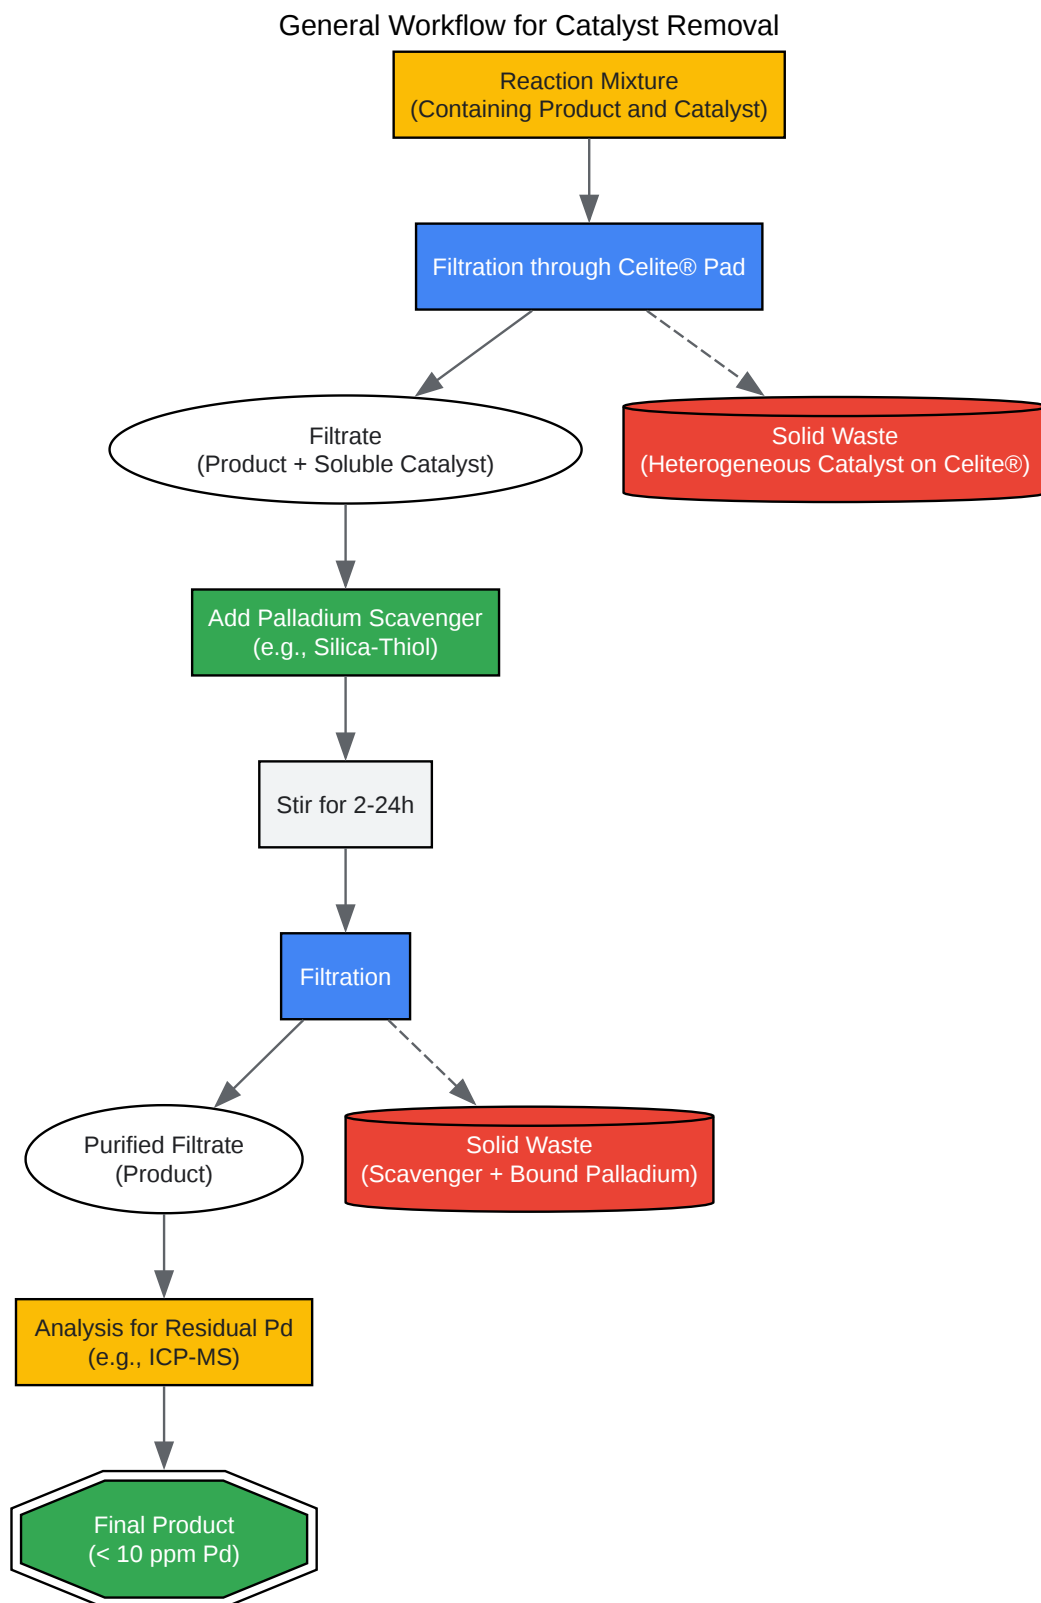 General Workflow for Catalyst Removal
Reaction Mixture
(Containing Product and Catalyst)
Filtration through Celite® Pad
Filtrate
(Product + Soluble Catalyst)
Solid Waste
(Heterogeneous Catalyst on Celite®)
Add Palladium Scavenger
(e.g., Silica-Thiol)
Stir for 2-24h
Filtration
Purified Filtrate
(Product)
Solid Waste
(Scavenger + Bound Palladium)
Analysis for Residual Pd
(e.g., ICP-MS)
Final Product
(< 10 ppm Pd)